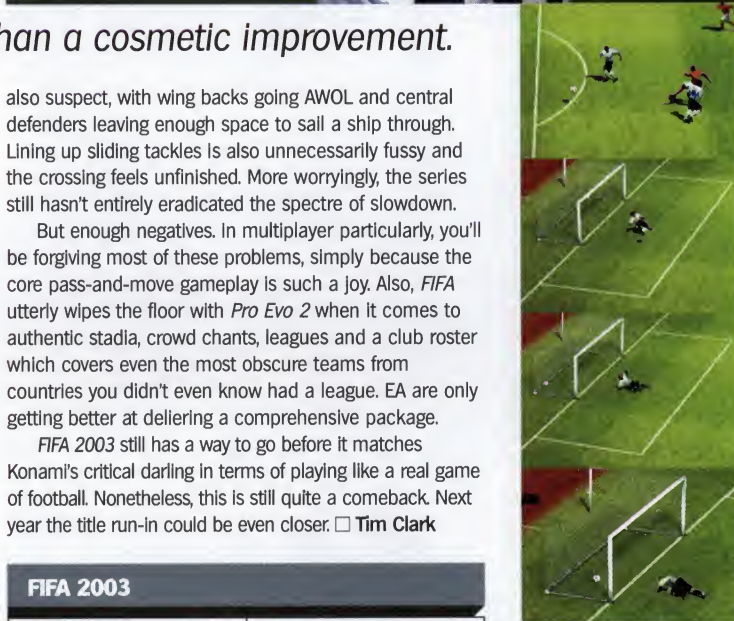 han a cosmetic improvement.
also suspect, with wing backs going AWOL and central
defenders leaving enough space to sail a ship through.
Lining up sliding tackles is also unnecessarily fussy and
the crossing feels unfinished. More worryingly, the series
still hasn't entirely eradicated the spectre of slowdown.
But enough negatives. In multiplayer particularly, you'll
be forgiving most of these problems, simply because the
core pass-and-move gameplay is such a joy. Also, FIFA
utterly wipes the floor with Pro Evo 2 when it comes to
authentic stadia, crowd chants, leagues and a club roster
which covers even the most obscure teams from
countries you didn't even know had a league. EA are only
getting better at deliering a comprehensive package.
FIFA 2003 still has a way to go before it matches
Konami's critical darling in terms of playing like a real game
of football. Nonetheless, this is still quite a comeback. Next
year the title run-in could be even closer. □ Tim Clark
FIFA 2003